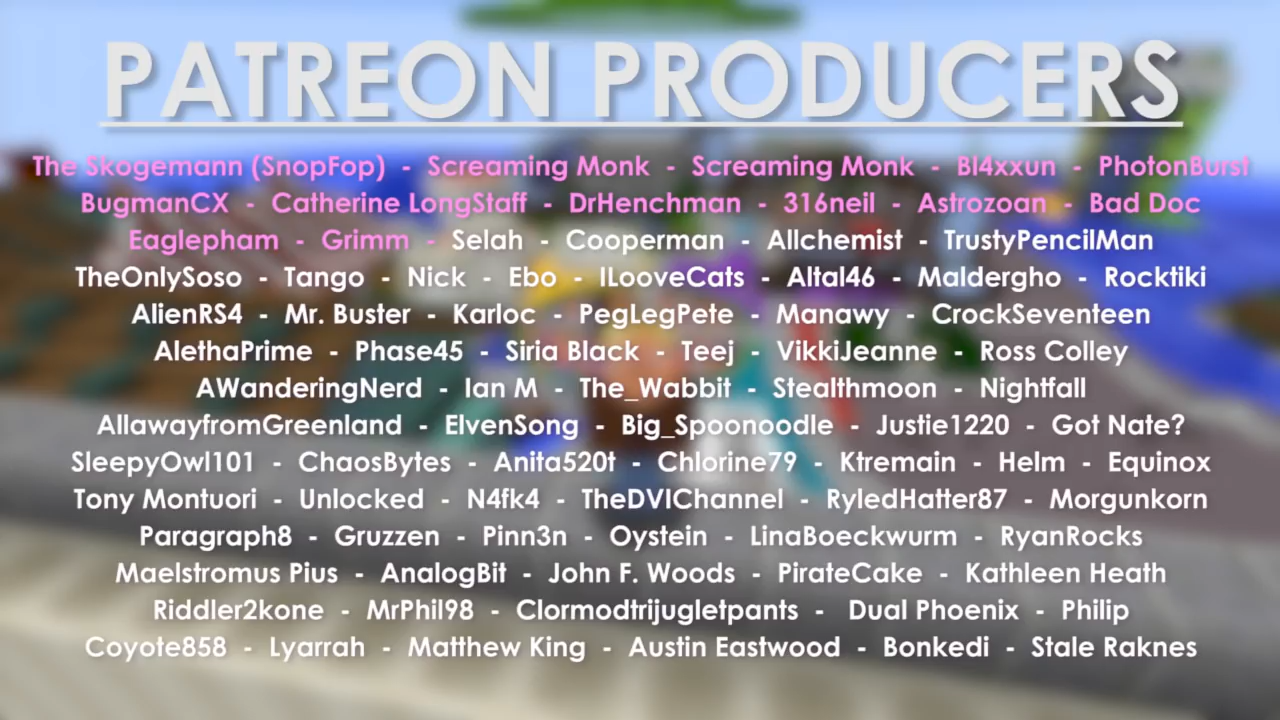 PATREON PRODUCERS
The Skogemann (SnopFop) - Screaming Monk - Screaming Monk - Bl4xxun - PhotonBurst
BugmanCX - Catherine LongStaff - DrHenchman - 316neil - Astrozoan - Bad Doc
Eaglepham - Grimm - Selah - Cooperman - Allchemist - TrustyPencilMan
TheOnlySoso - Tango - Nick - Ebo - ILooveCats - Altal46 - Maldergho - Rocktiki
AlienRS4 - Mr. Buster - Karloc - PegLegPete - Manawy - CrockSeventeen
AlethaPrime - Phase45 - Siria Black - Teej - VikkiJeanne - Ross Colley
AWanderingNerd - Ian M - The_Wabbit - Stealthmoon - Nightfall
AllawayfromGreenland - ElvenSong - Big_Spoonoodle - Justie1220 - Got Nate?
SleepyOwl101 - ChaosBytes - Anita520t - Chlorine79 - Ktremain - Helm - Equinox
Tony Montuori - Unlocked - N4fk4 - TheDVIChannel - RyledHatter87 - Morgunkorn
Paragraph8 - Gruzzen - Pinn3n - Oystein - LinaBoeckwurm - RyanRocks
Maelstromus Pius - AnalogBit - John F. Woods - PirateCake - Kathleen Heath
Riddler2kone - MrPhil98 - Clormodtrijugletpants - Dual Phoenix - Philip
Coyote858 - Lyarrah - Matthew King - Austin Eastwood - Bonkedi - Stale Raknes